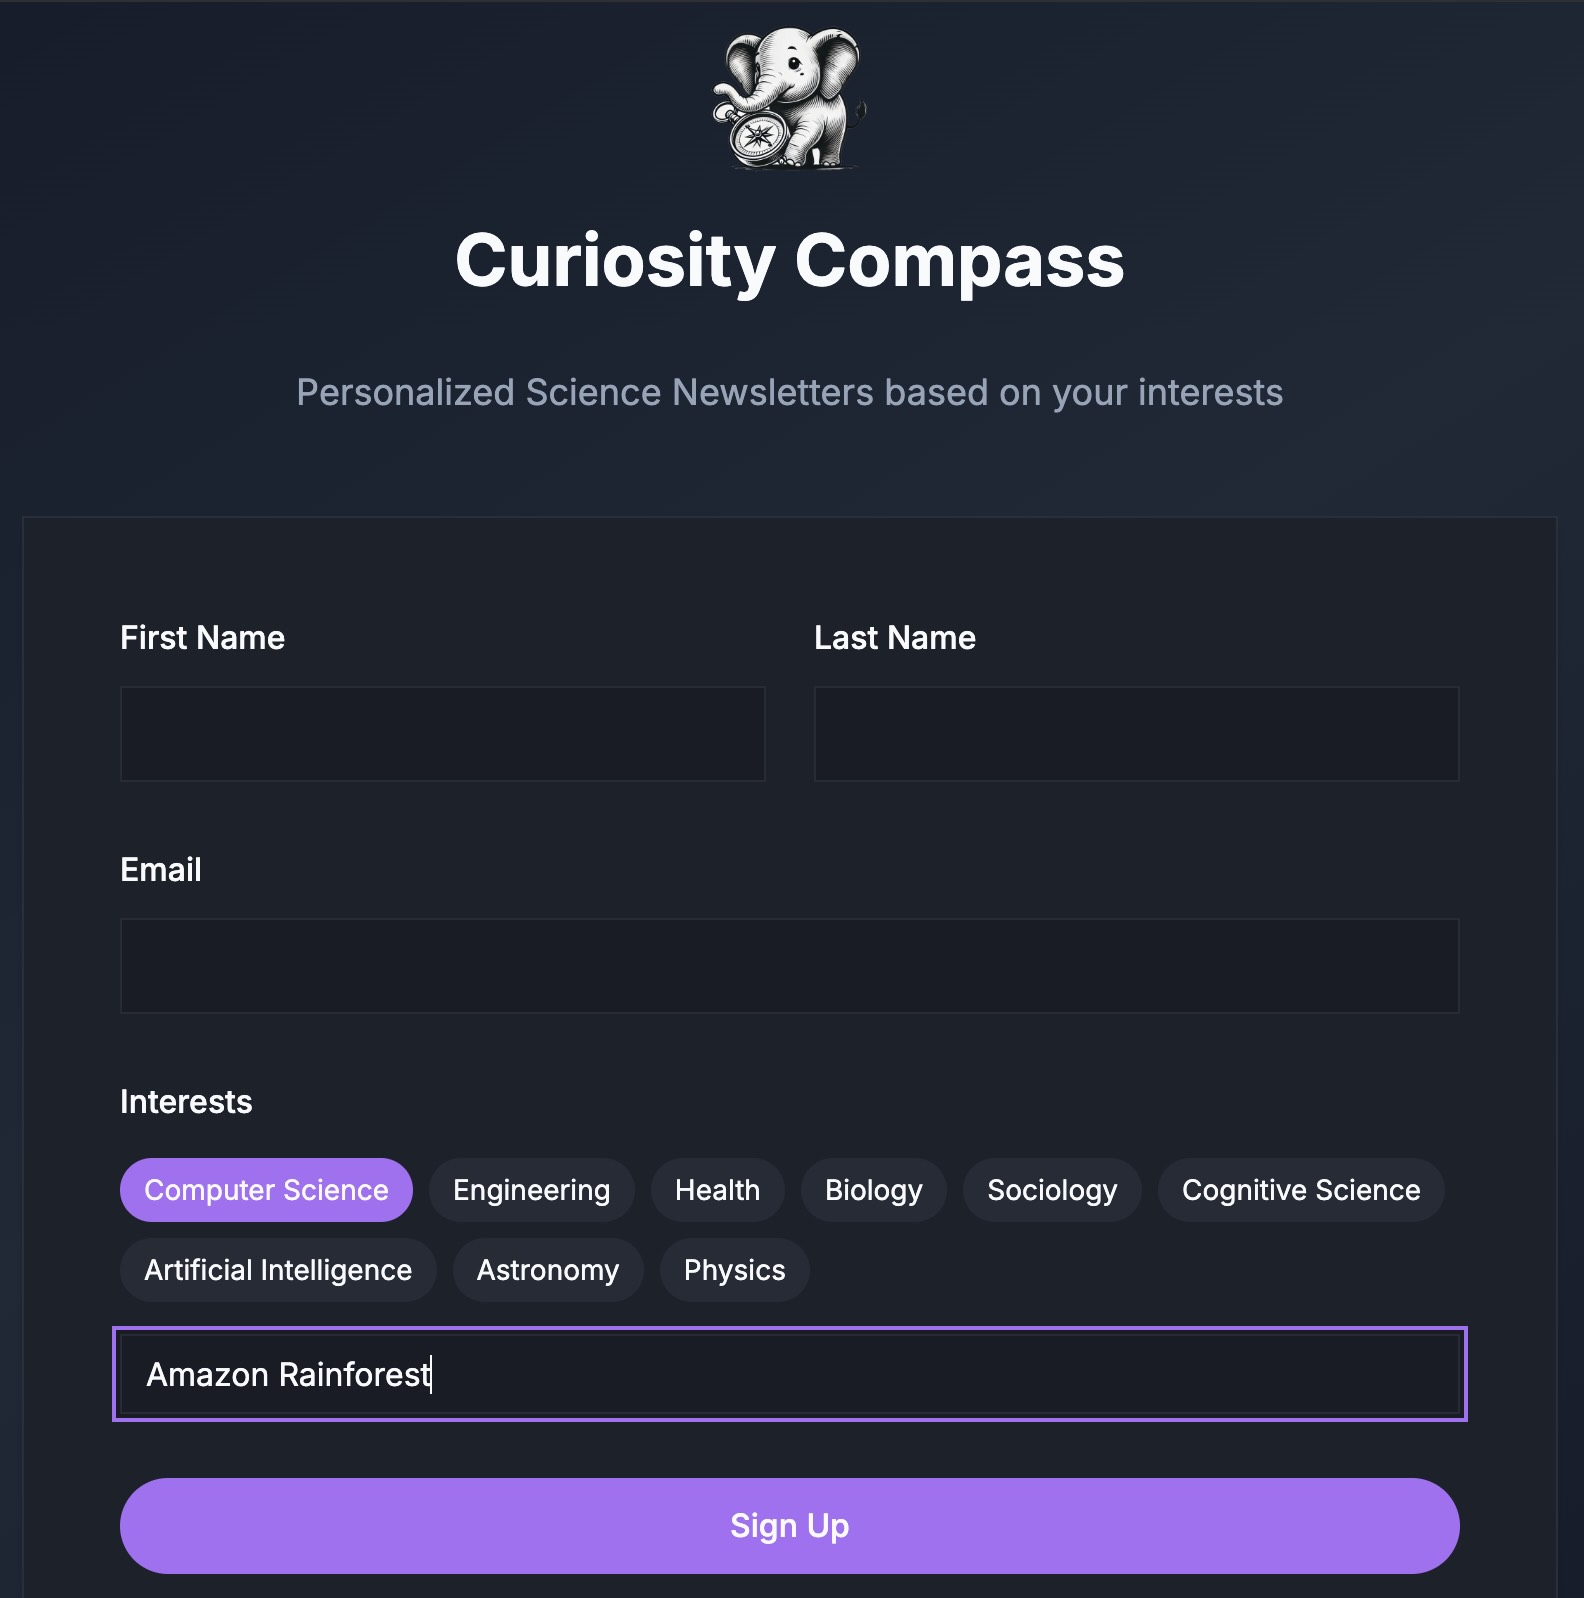 Curiosity Compass
Personalized Science Newsletters based on your interests
First Name
Last Name
Email
Interests
Computer Science
Engineering
Health
Biology
Sociology
Cognitive Science
Artificial Intelligence
Astronomy
Physics
Amazon Rainforest
Sign Up